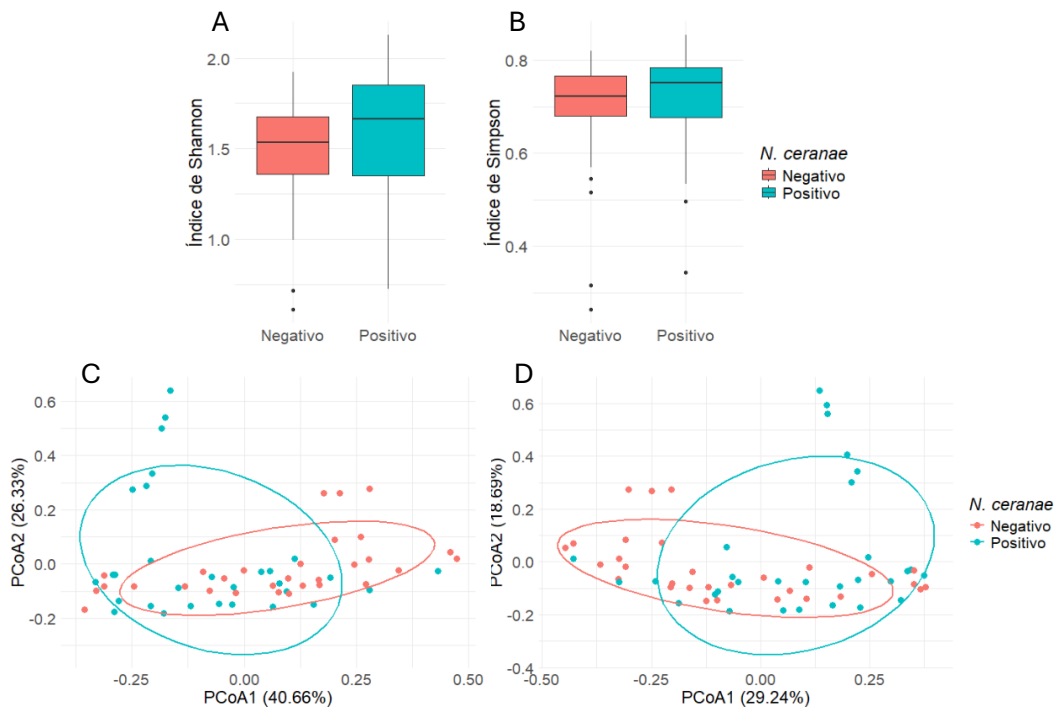 A
Índice de Shannon
2.0
1.5
1.0
Negativo
Positivo
B
Índice de Simpson
0.8
0.6
0.4
Negativo
Positivo
N. ceranae
Negativo
Positivo
C
PCoA2 (26.33%)
0.6
0.4
0.2
0.0
-0.2
-0.25
0.00
0.25
0.50
PCoA1 (40.66%)
D
PCoA2 (18.69%)
0.6
0.4
0.2
0.0
-0.2
-0.4
-0.50
-0.25
0.00
0.25
PCoA1 (29.24%)
N. ceranae
Negativo
Positivo